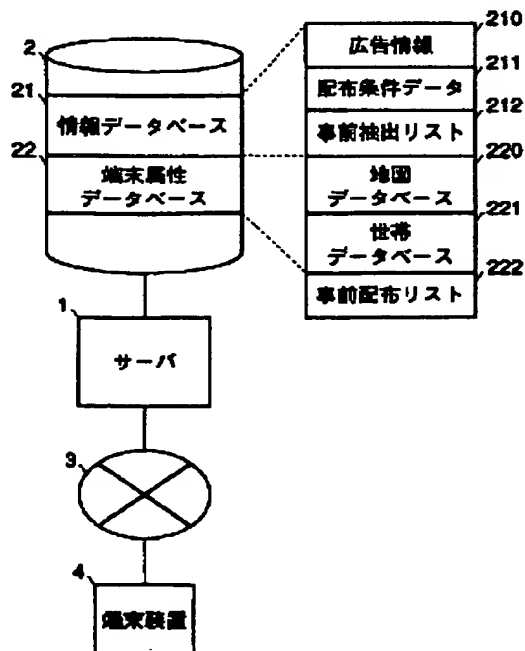 2
21
情報データベース
22
端末属性
データベース
210
広告情報
211
配布条件データ
212
事前抽出リスト
220
地図
データベース
221
世帯
データベース
222
事前配布リスト
1
サーバ
3
4
端末装置